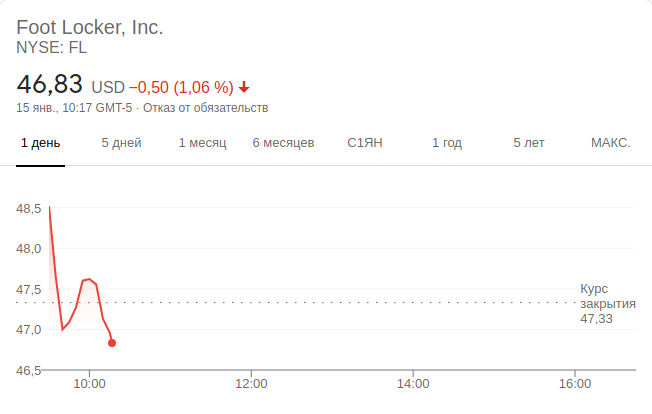 Foot Locker, Inc.
NYSE: FL
46,83 USD −0,50 (1,06 %)
15 янв., 10:17 GMT-5 · Отказ от обязательств
1 день 5 дней 1 месяц 6 месяцев С1ЯН 1 год 5 лет МАКС.
48,5
48,0
47,5
47,0
46,5
Курс
закрытия
47,33
10:00 12:00 14:00 16:00